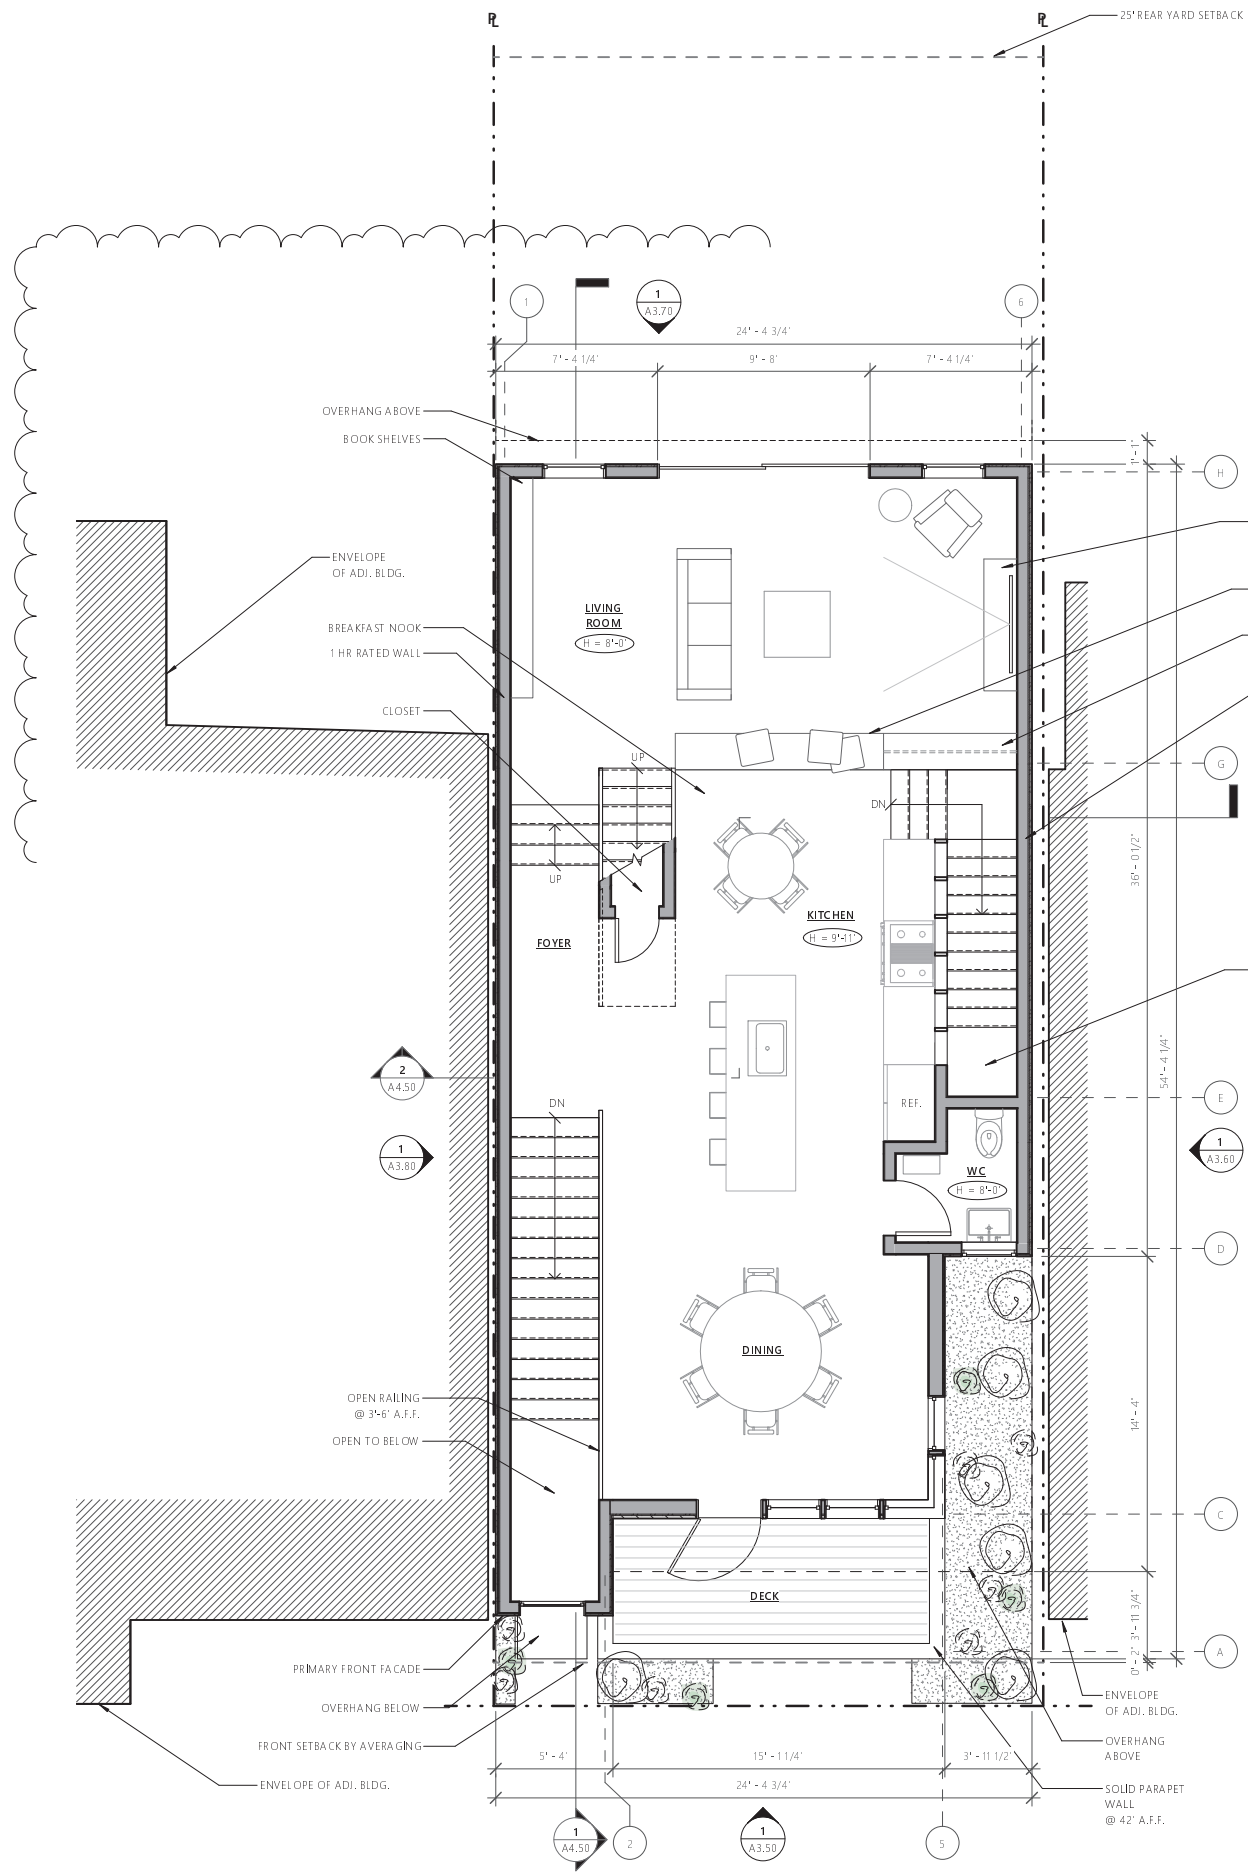 PL
PL
25' REAR YARD SETBACK
1
1
A3.70
6
24' - 4 3/4"
7' - 4 1/4"
9' - 8"
7' - 4 1/4"
OVERHANG ABOVE
BOOK SHELVES
1' - 1"
H
ENVELOPE
OF ADJ. BLDG.
LIVING
ROOM
H = 8'-0"
BREAKFAST NOOK
1 HR RATED WALL
CLOSET
UP
G
DN
UP
36' - 0 1/2"
KITCHEN
H = 9'-11"
FOYER
54' - 4 1/4"
2
A4.50
DN
REF.
E
1
A3.80
1
A3.60
WC
H = 8'-0"
D
DINING
OPEN RAILING
@ 3'-6" A.F.F.
OPEN TO BELOW
14' - 4"
C
DECK
3' - 11 3/4"
0' - 2"
A
PRIMARY FRONT FACADE
OVERHANG BELOW
FRONT SETBACK BY AVERAGING
ENVELOPE OF ADJ. BLDG.
ENVELOPE
OF ADJ. BLDG.
OVERHANG
ABOVE
SOLID PARAPET
WALL
@ 42" A.F.F.
5' - 4"
15' - 1 1/4"
3' - 11 1/2"
24' - 4 3/4"
1
A4.50
2
1
A3.50
5